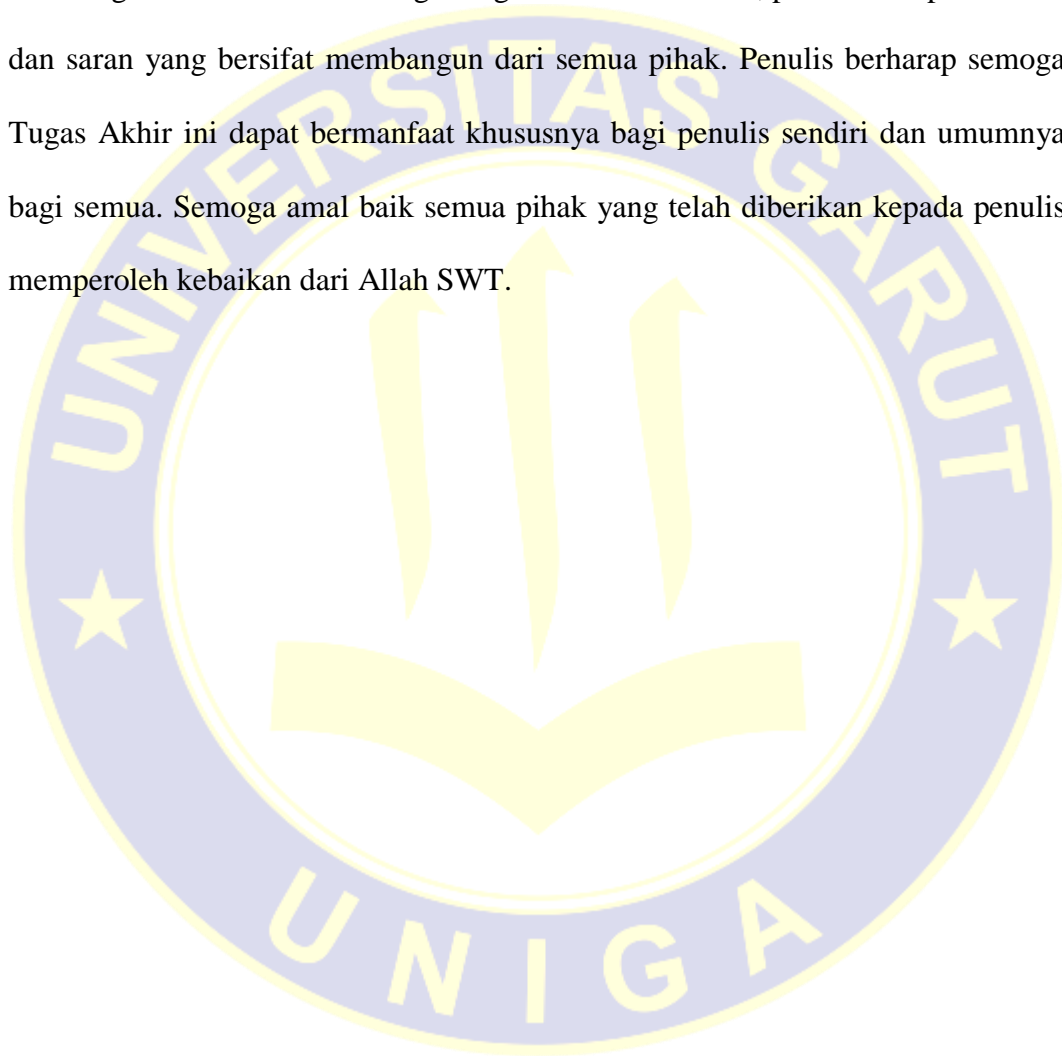 dan saran yang bersifat membangun dari semua pihak. Penulis berharap semoga
Tugas Akhir ini dapat bermanfaat khususnya bagi penulis sendiri dan umumnya
bagi semua. Semoga amal baik semua pihak yang telah diberikan kepada penulis
memperoleh kebaikan dari Allah SWT.
UNIVERSITAS GARUT
UNIGA